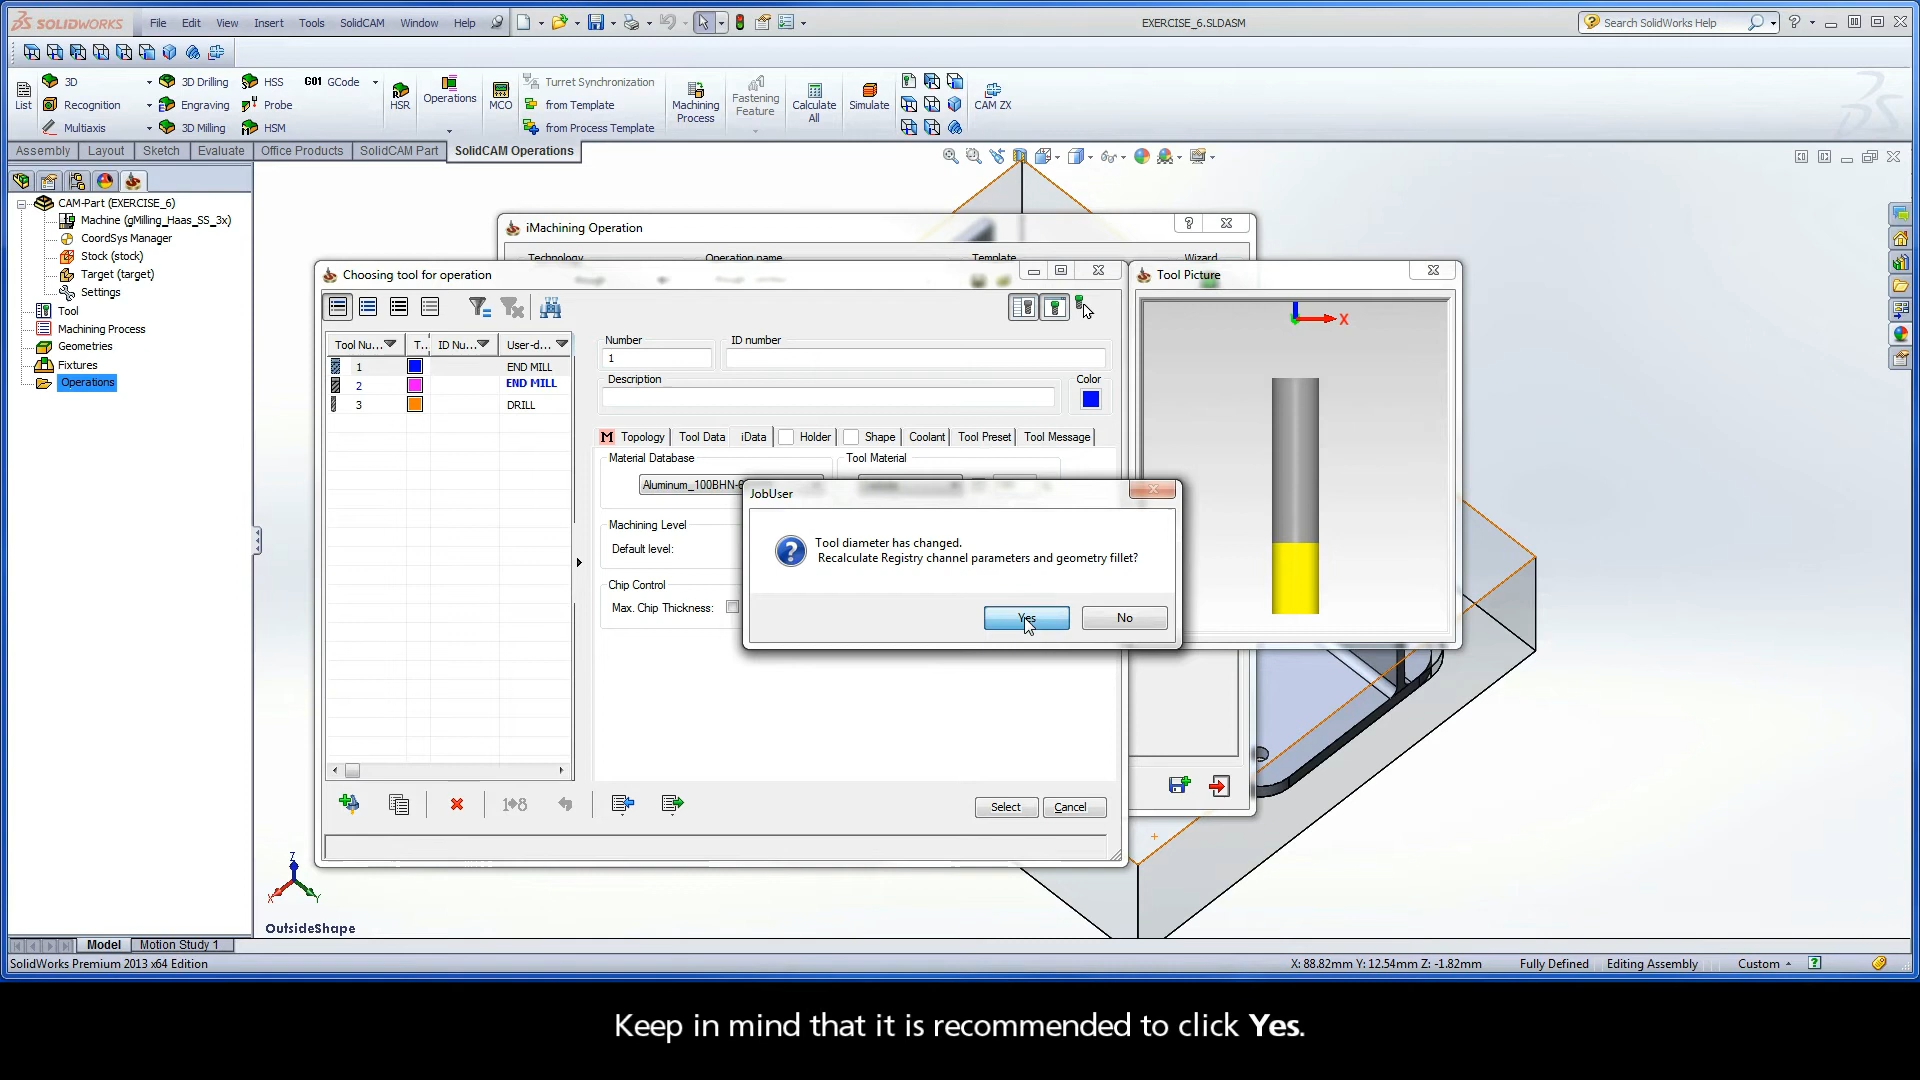 SOLIDWORKS File Edit View Insert Tools SolidCAM Window Help EXERCISE_6.SLDASM Search SolidWorks Help
3D 3D Drilling HSS G01 GCode Turret Synchronization
List Recognition Engraving Probe HSR Operations MCO from Template Machining Process Fastening Feature Calculate All Simulate CAM ZX
Multiaxis 3D Milling HSM from Process Template
Assembly Layout Sketch Evaluate Office Products SolidCAM Part SolidCAM Operations
CAM-Part (EXERCISE_6)
Machine (gMilling_Haas_SS_3x)
CoordSys Manager
Stock (stock)
Target (target)
Settings
Tool
Machining Process
Geometries
Fixtures
Operations
iMachining Operation
Technology Operation name Template Wizard
Choosing tool for operation
Tool Picture
X
Tool Nu... T.. ID Nu... User-d...
1 END MILL
2 END MILL
3 DRILL
Number ID number
1
Description Color
M Topology Tool Data iData Holder Shape Coolant Tool Preset Tool Message
Material Database Tool Material
Aluminum_100BHN-6
Machining Level
Default level:
Chip Control
Max. Chip Thickness:
JobUser
Tool diameter has changed.
Recalculate Registry channel parameters and geometry fillet?
Yes No
Select Cancel
Z
X Y
OutsideShape
Model Motion Study 1
SolidWorks Premium 2013 x64 Edition X: 88.82mm Y: 12.54mm Z: -1.82mm Fully Defined Editing Assembly Custom
Keep in mind that it is recommended to click Yes.